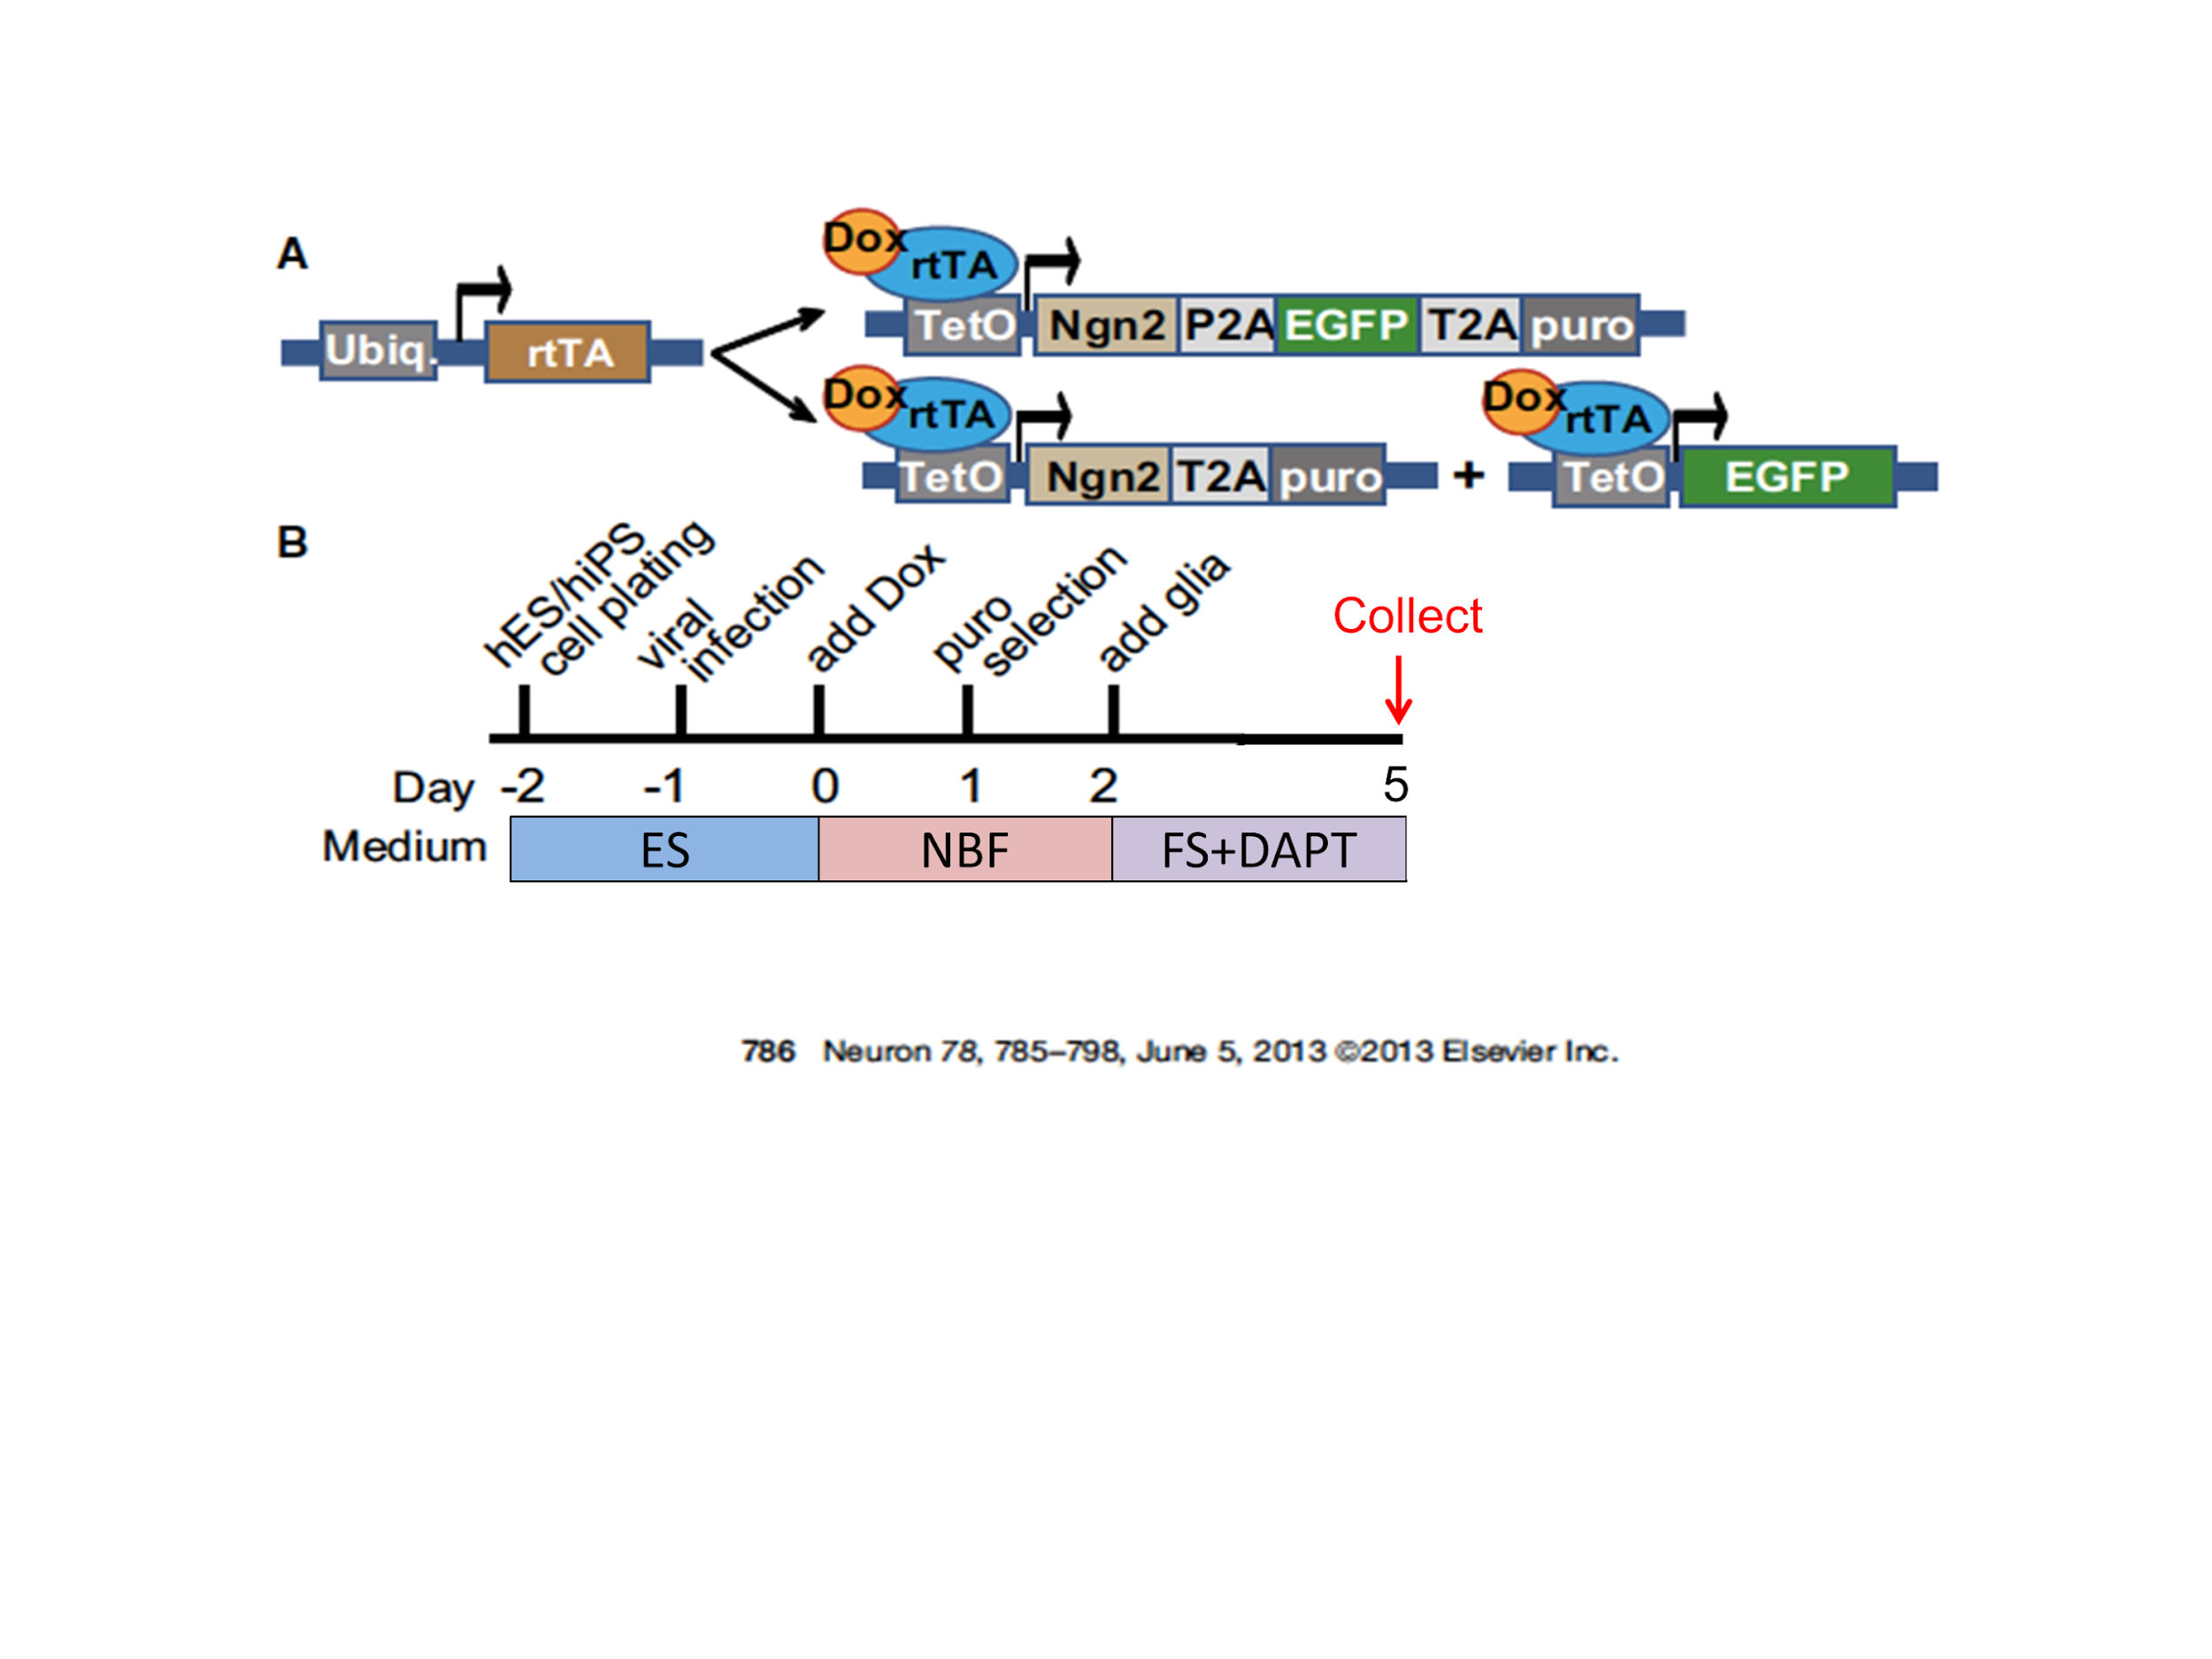 A
Dox
rtTA
Ubiq.
rtTA
TetO
Ngn2
P2A
EGFP
T2A
puro
Dox
rtTA
TetO
Ngn2
T2A
puro
+
Dox
rtTA
TetO
EGFP
B
hES/hiPS
cell plating
viral
infection
add Dox
puro
selection
add glia
Collect
Day -2 -1 0 1 2 5
Medium ES NBF FS+DAPT
786 Neuron 78, 785–798, June 5, 2013 ©2013 Elsevier Inc.